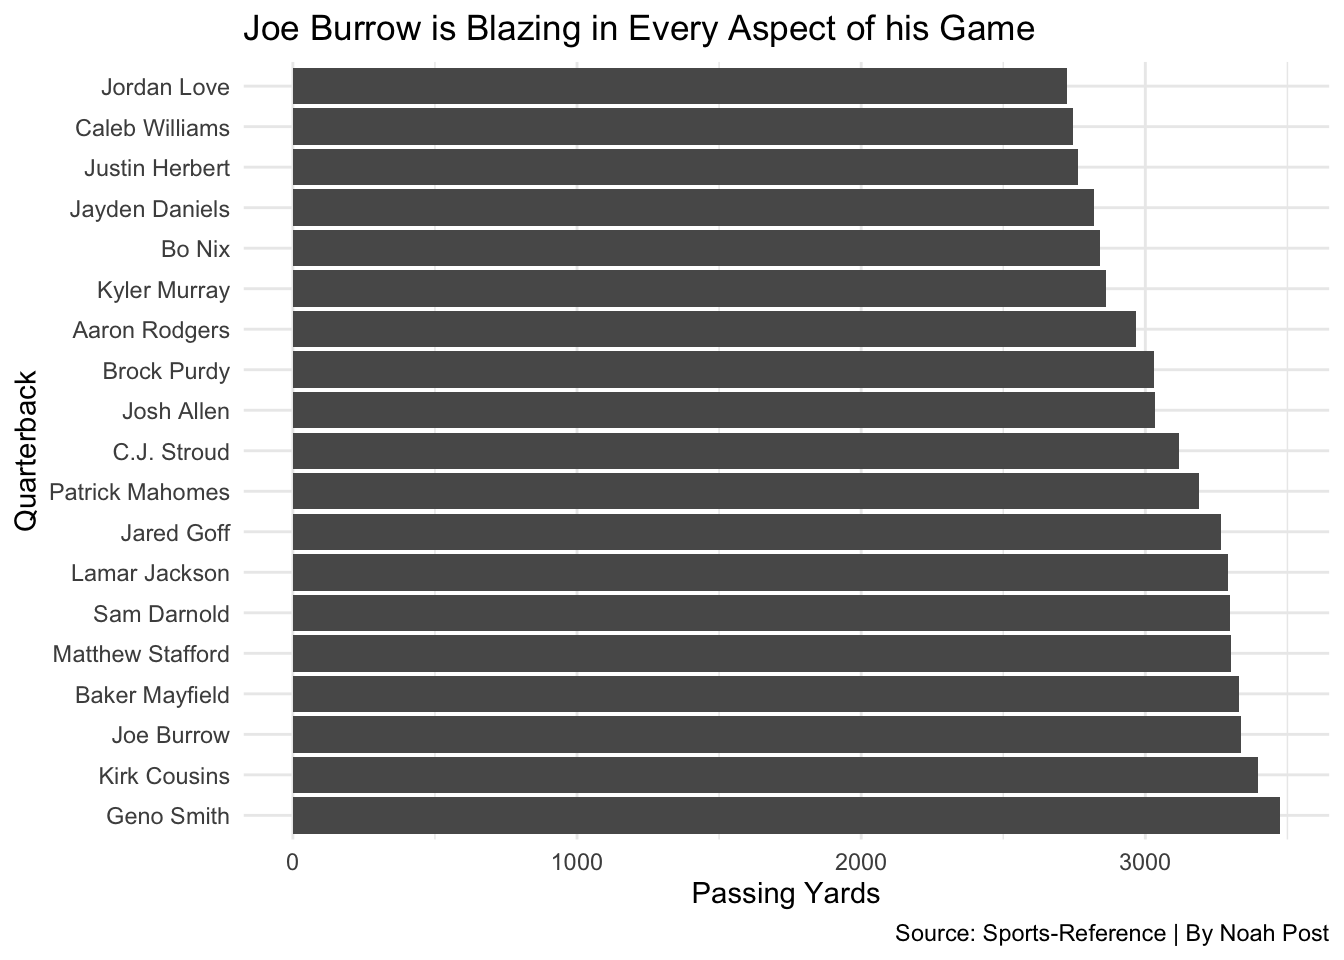 Joe Burrow is Blazing in Every Aspect of his Game
Jordan Love
Caleb Williams
Justin Herbert
Jayden Daniels
Bo Nix
Kyler Murray
Aaron Rodgers
Brock Purdy
Josh Allen
C.J. Stroud
Patrick Mahomes
Jared Goff
Lamar Jackson
Sam Darnold
Matthew Stafford
Baker Mayfield
Joe Burrow
Kirk Cousins
Geno Smith
Quarterback
0 1000 2000 3000
Passing Yards
Source: Sports-Reference | By Noah Post